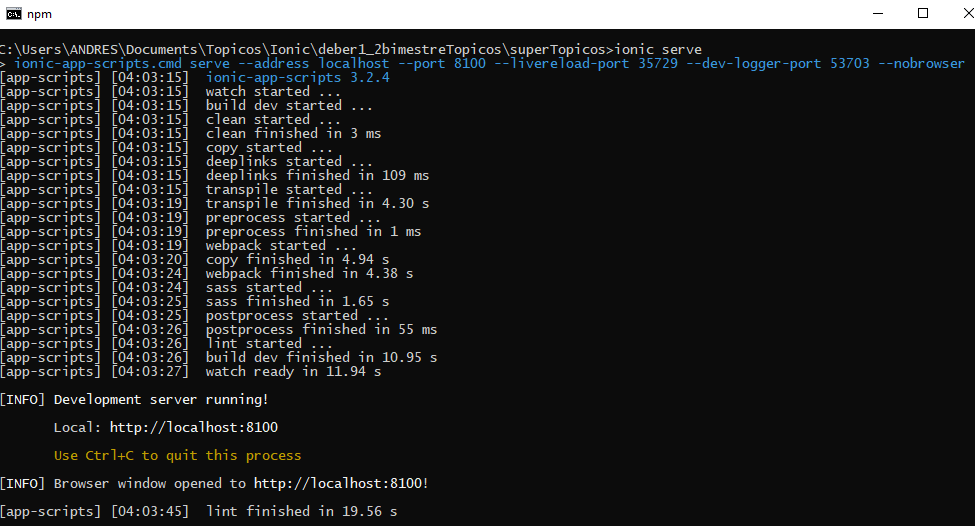 npm
C:\Users\ANDRES\Documents\Topicos\Ionic\deber1_2bimestreTopicos\superTopicos>ionic serve
> ionic-app-scripts.cmd serve --address localhost --port 8100 --livereload-port 35729 --dev-logger-port 53703 --nobrowser
[app-scripts] [04:03:15]  ionic-app-scripts 3.2.4
[app-scripts] [04:03:15]  watch started ...
[app-scripts] [04:03:15]  build dev started ...
[app-scripts] [04:03:15]  clean started ...
[app-scripts] [04:03:15]  clean finished in 3 ms
[app-scripts] [04:03:15]  copy started ...
[app-scripts] [04:03:15]  deeplinks started ...
[app-scripts] [04:03:15]  deeplinks finished in 109 ms
[app-scripts] [04:03:15]  transpile started ...
[app-scripts] [04:03:19]  transpile finished in 4.30 s
[app-scripts] [04:03:19]  preprocess started ...
[app-scripts] [04:03:19]  preprocess finished in 1 ms
[app-scripts] [04:03:19]  webpack started ...
[app-scripts] [04:03:20]  copy finished in 4.94 s
[app-scripts] [04:03:24]  webpack finished in 4.38 s
[app-scripts] [04:03:24]  sass started ...
[app-scripts] [04:03:25]  sass finished in 1.65 s
[app-scripts] [04:03:25]  postprocess started ...
[app-scripts] [04:03:26]  postprocess finished in 55 ms
[app-scripts] [04:03:26]  lint started ...
[app-scripts] [04:03:26]  build dev finished in 10.95 s
[app-scripts] [04:03:27]  watch ready in 11.94 s
[INFO] Development server running!
Local: http://localhost:8100
Use Ctrl+C to quit this process
[INFO] Browser window opened to http://localhost:8100!
[app-scripts] [04:03:45]  lint finished in 19.56 s